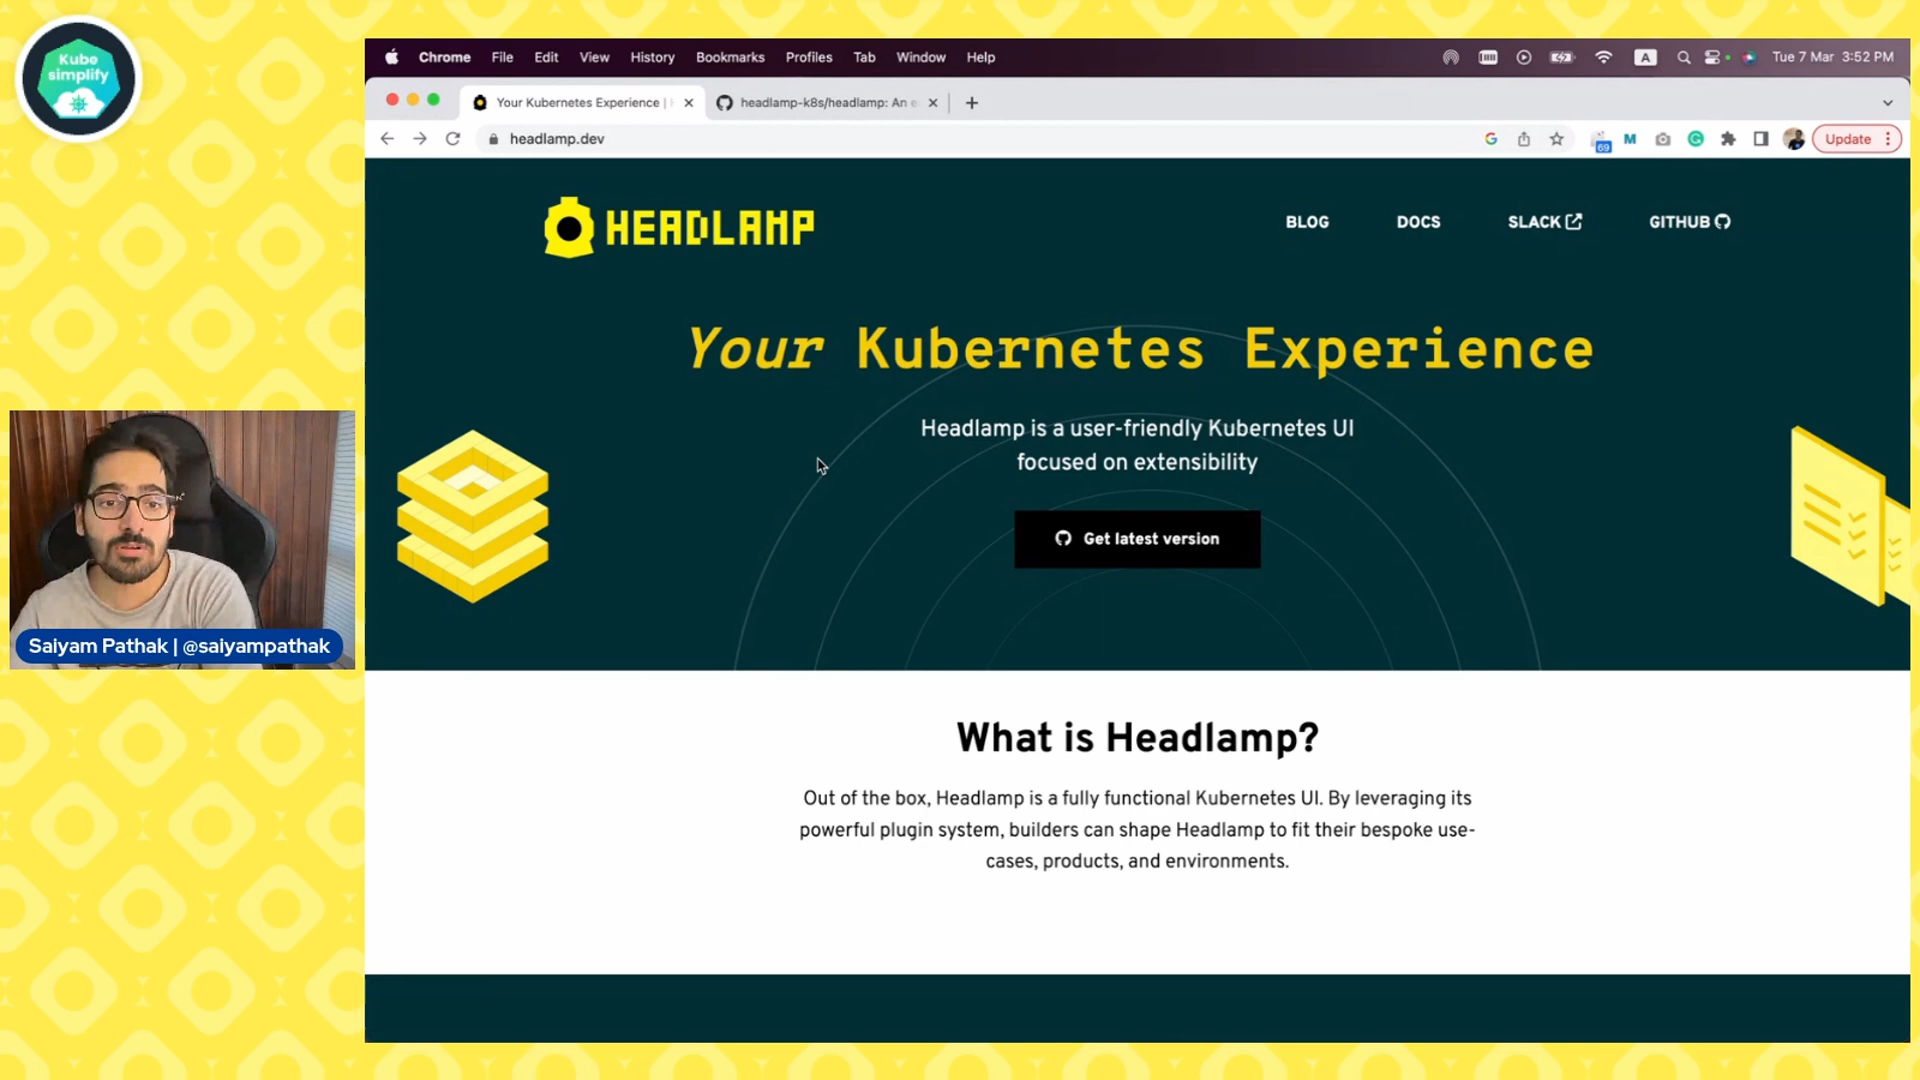 Kube
simplify
Chrome File Edit View History Bookmarks Profiles Tab Window Help
A
Tue 7 Mar 3:52 PM
Your Kubernetes Experience |
headlamp-k8s/headlamp: An
headlamp.dev
69
M
Update
HEADLAMP
BLOG
DOCS
SLACK
GITHUB
Your Kubernetes Experience
Headlamp is a user-friendly Kubernetes UI
focused on extensibility
Get latest version
Saiyam Pathak | @saiyampathak
What is Headlamp?
Out of the box, Headlamp is a fully functional Kubernetes UI. By leveraging its
powerful plugin system, builders can shape Headlamp to fit their bespoke use-
cases, products, and environments.